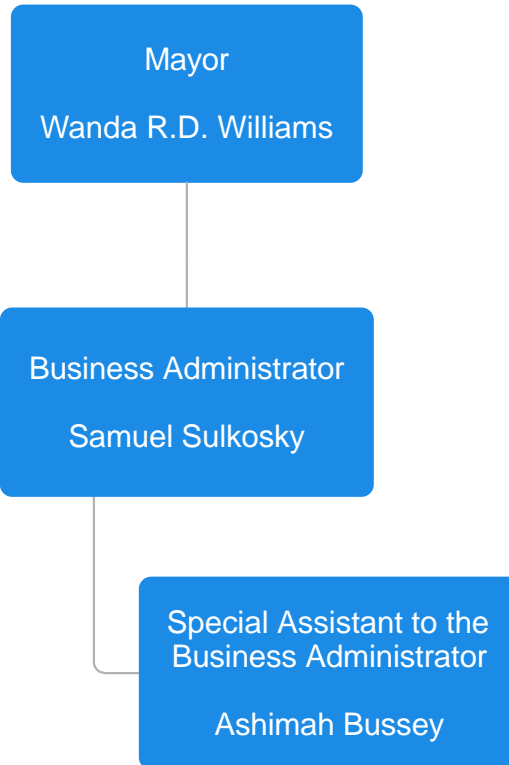 Mayor
Wanda R.D. Williams
Business Administrator
Samuel Sulkosky
Special Assistant to the
Business Administrator
Ashimah Bussey